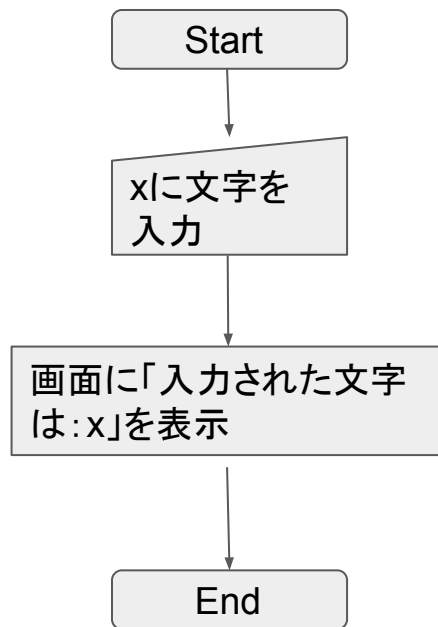 Start
xに文字を
入力
画面に「入力された文字
は：x」を表示
End